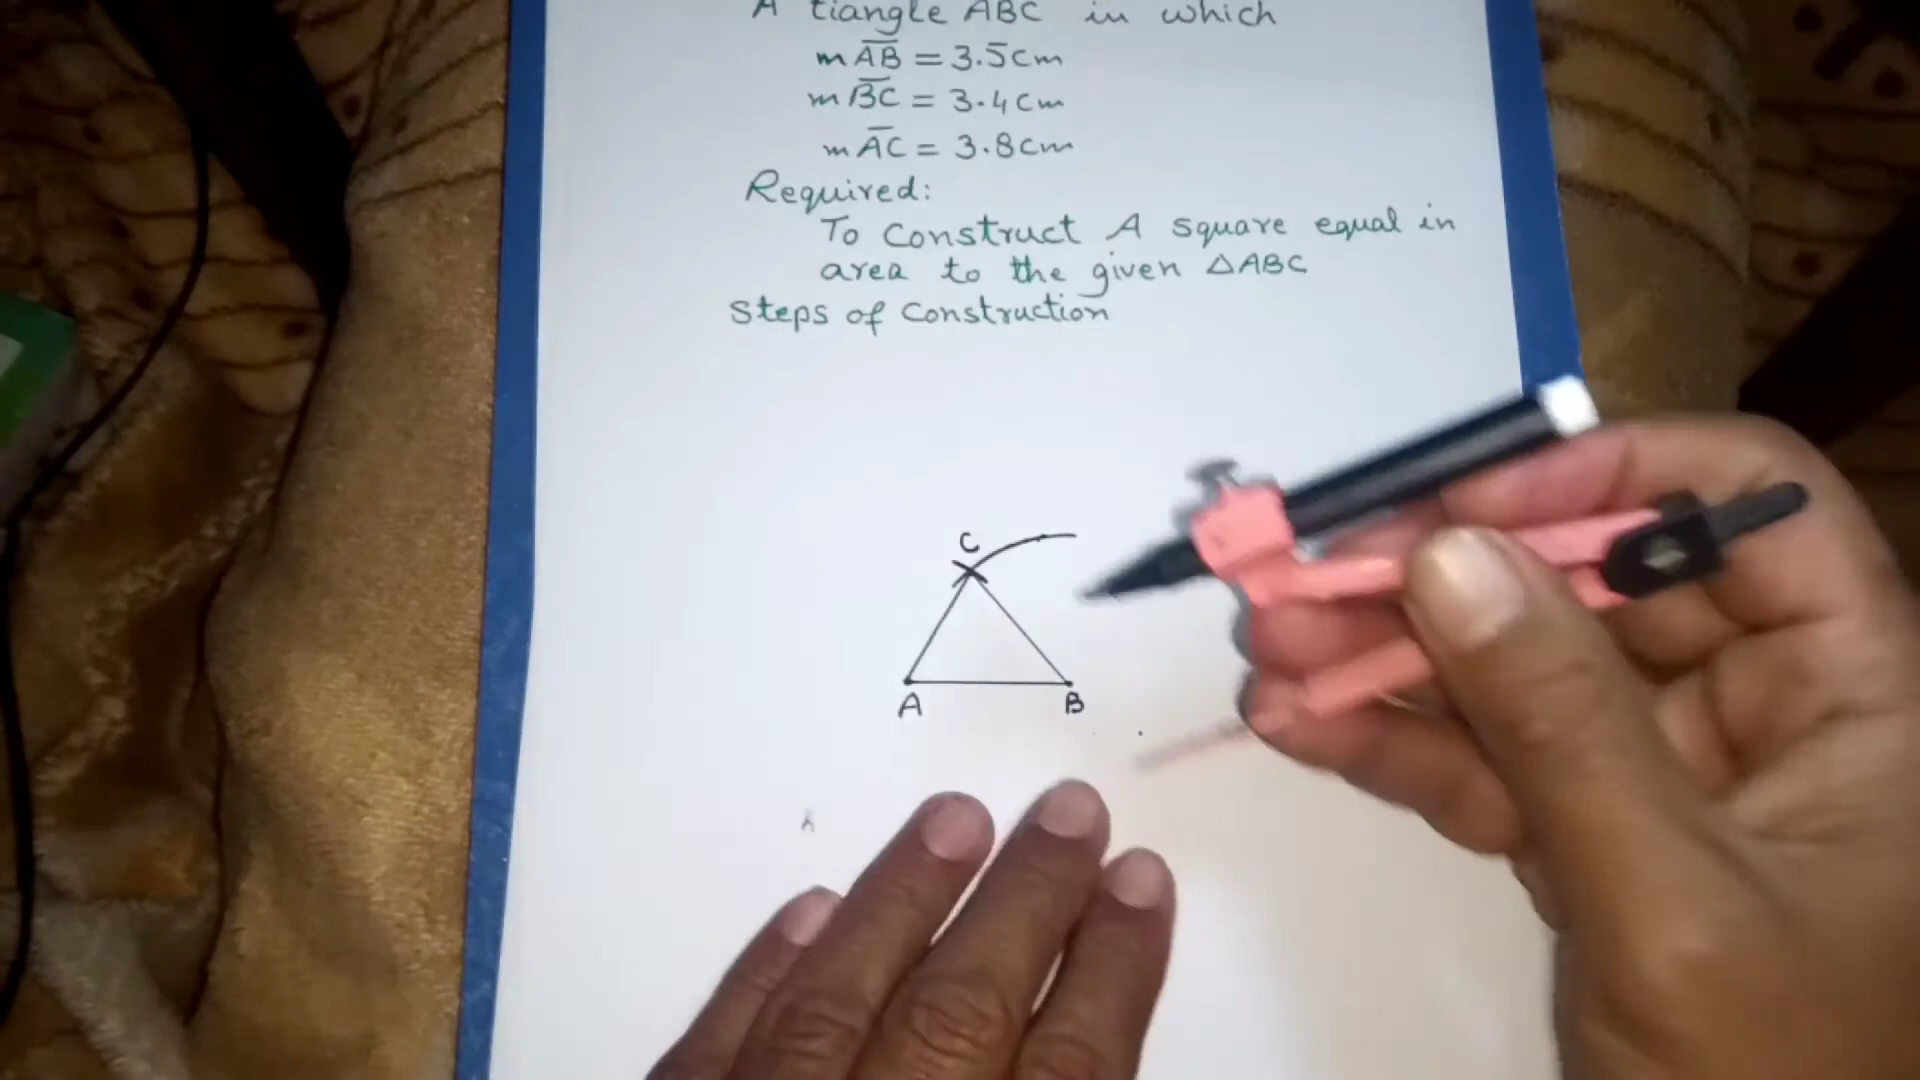 A tiangle ABC in which
mAB = 3.5cm
mBC = 3.4cm
mAC = 3.8cm
Required:
To Construct A square equal in
area to the given △ABC
Steps of Construction
C
A
B